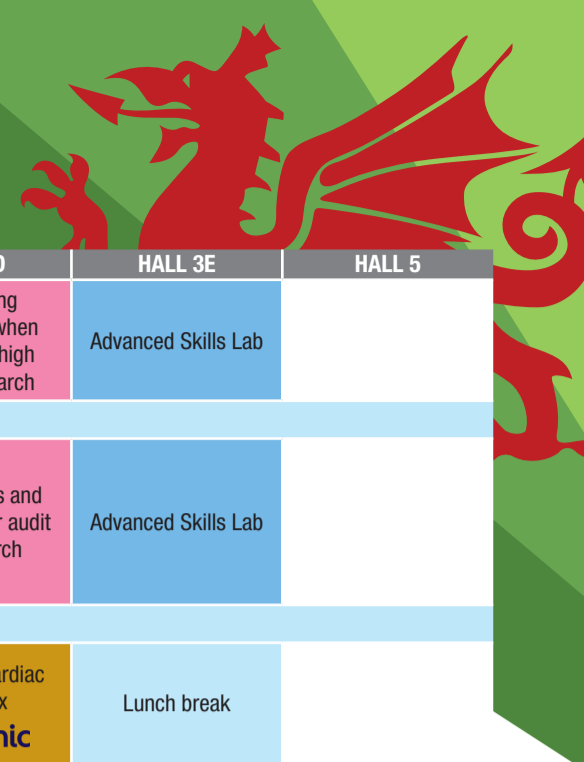 HALL 3E HALL 5
ng
when Advanced Skills Lab
high
arch
s and
r audit Advanced Skills Lab
rch
ardiac
x Lunch break
nic